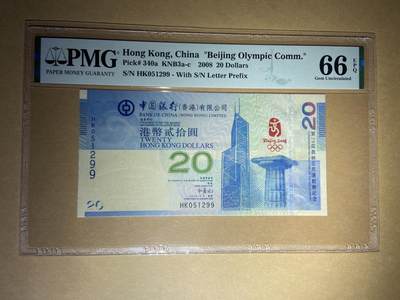 PMG
PAPER MONEY GUARANTY
Hong Kong, China "Beijing Olympic Comm."
Pick# 340a KNB3a-c 2008 20 Dollars
S/N HK051299 - With S/N Letter Prefix
66 EPQ
Gem Uncirculated
中國銀行(香港)有限公司
BANK OF CHINA (HONG KONG) LIMITED
港幣貳拾圓
TWENTY
HONG KONG DOLLARS
20
HK051299
20
Beijing 2008
20
HK051299